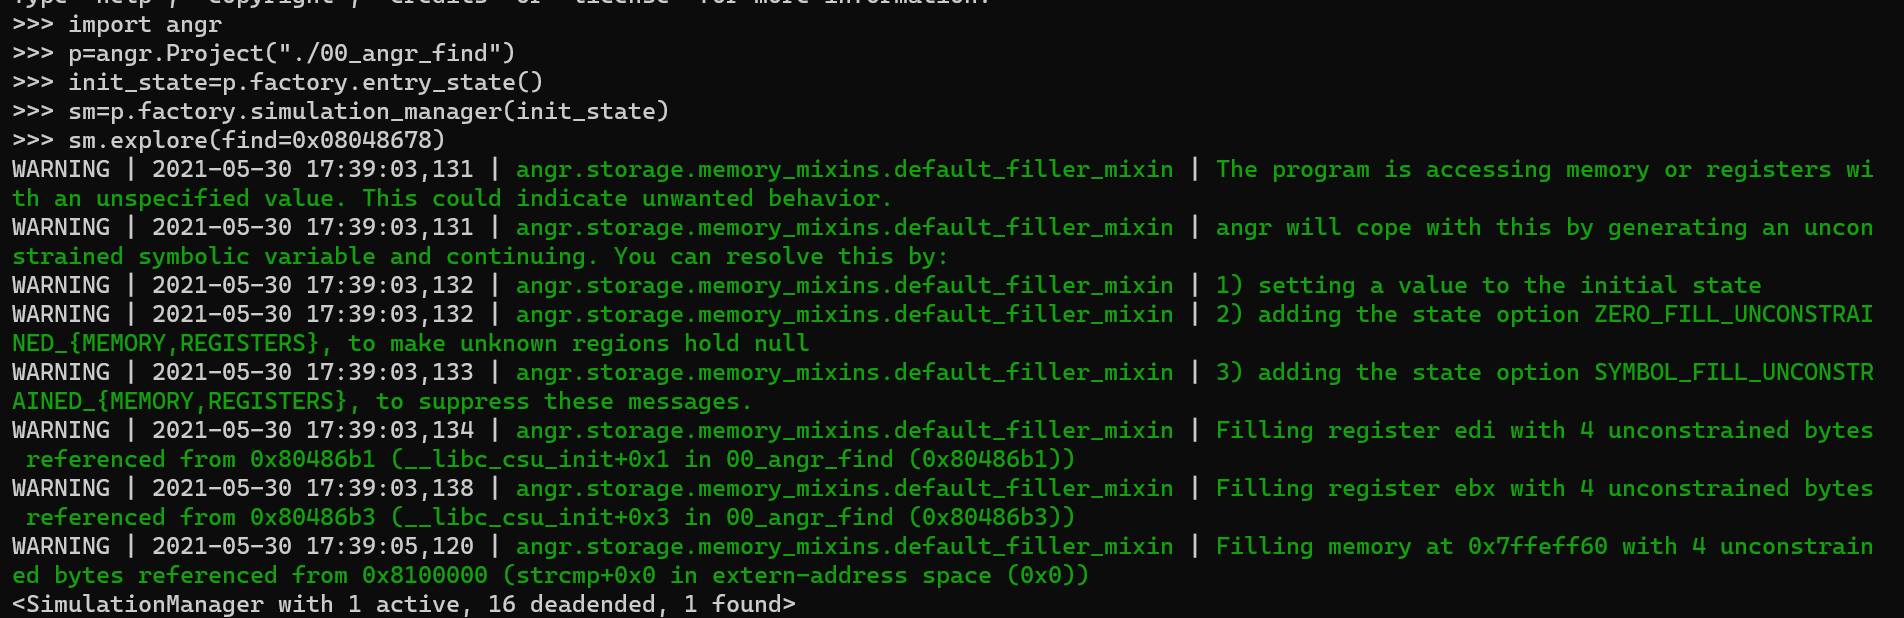 Type "help", "copyright", "credits" or "license" for more information.
>>> import angr
>>> p=angr.Project("./00_angr_find")
>>> init_state=p.factory.entry_state()
>>> sm=p.factory.simulation_manager(init_state)
>>> sm.explore(find=0x08048678)
WARNING | 2021-05-30 17:39:03,131 | angr.storage.memory_mixins.default_filler_mixin | The program is accessing memory or registers wi
th an unspecified value. This could indicate unwanted behavior.
WARNING | 2021-05-30 17:39:03,131 | angr.storage.memory_mixins.default_filler_mixin | angr will cope with this by generating an uncon
strained symbolic variable and continuing. You can resolve this by:
WARNING | 2021-05-30 17:39:03,132 | angr.storage.memory_mixins.default_filler_mixin | 1) setting a value to the initial state
WARNING | 2021-05-30 17:39:03,132 | angr.storage.memory_mixins.default_filler_mixin | 2) adding the state option ZERO_FILL_UNCONSTRAI
NED_{MEMORY,REGISTERS}, to make unknown regions hold null
WARNING | 2021-05-30 17:39:03,133 | angr.storage.memory_mixins.default_filler_mixin | 3) adding the state option SYMBOL_FILL_UNCONSTR
AINED_{MEMORY,REGISTERS}, to suppress these messages.
WARNING | 2021-05-30 17:39:03,134 | angr.storage.memory_mixins.default_filler_mixin | Filling register edi with 4 unconstrained bytes
 referenced from 0x80486b1 (__libc_csu_init+0x1 in 00_angr_find (0x80486b1))
WARNING | 2021-05-30 17:39:03,138 | angr.storage.memory_mixins.default_filler_mixin | Filling register ebx with 4 unconstrained bytes
 referenced from 0x80486b3 (__libc_csu_init+0x3 in 00_angr_find (0x80486b3))
WARNING | 2021-05-30 17:39:05,120 | angr.storage.memory_mixins.default_filler_mixin | Filling memory at 0x7ffeff60 with 4 unconstrain
ed bytes referenced from 0x8100000 (strcmp+0x0 in extern-address space (0x0))
<SimulationManager with 1 active, 16 deadended, 1 found>